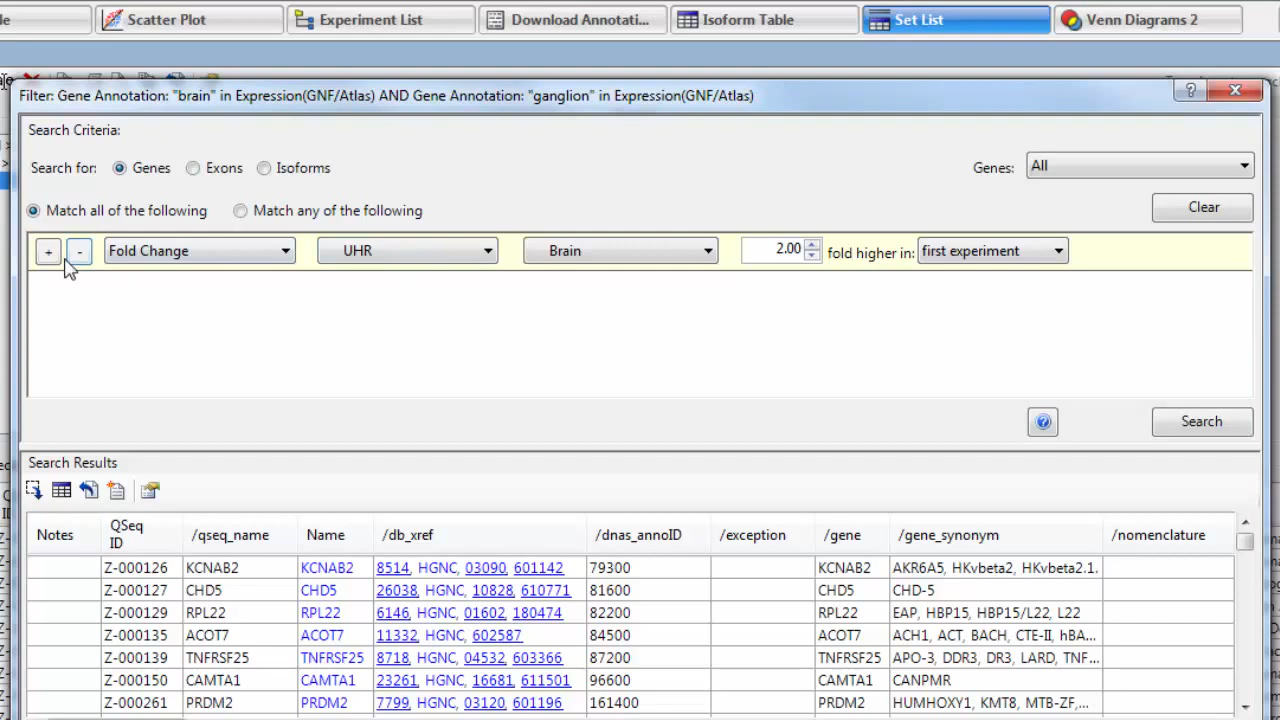 Scatter Plot Experiment List Download Annotati... Isoform Table Set List Venn Diagrams 2
Filter: Gene Annotation: "brain" in Expression(GNF/Atlas) AND Gene Annotation: "ganglion" in Expression(GNF/Atlas) ?
Search Criteria:
Search for: Genes Exons Isoforms Genes: All
Match all of the following Match any of the following Clear
+ - Fold Change UHR Brain 2.00 fold higher in: first experiment
? Search
Search Results
Notes QSeq ID /qseq_name Name /db_xref /dnas_annoID /exception /gene /gene_synonym /nomenclature
Z-000126 KCNAB2 KCNAB2 8514, HGNC, 03090, 601142 79300 KCNAB2 AKR6A5, HKvbeta2, HKvbeta2.1.
Z-000127 CHD5 CHD5 26038, HGNC, 10828, 610771 81600 CHD5 CHD-5
Z-000129 RPL22 RPL22 6146, HGNC, 01602, 180474 82200 RPL22 EAP, HBP15, HBP15/L22, L22
Z-000135 ACOT7 ACOT7 11332, HGNC, 602587 84500 ACOT7 ACH1, ACT, BACH, CTE-II, hBA...
Z-000139 TNFRSF25 TNFRSF25 8718, HGNC, 04532, 603366 87200 TNFRSF25 APO-3, DDR3, DR3, LARD, TNF...
Z-000150 CAMTA1 CAMTA1 23261, HGNC, 16681, 611501 96600 CAMTA1 CANPMR
Z-000261 PRDM2 PRDM2 7799, HGNC, 03120, 601196 161400 PRDM2 HUMHOXY1, KMT8, MTB-ZF,...